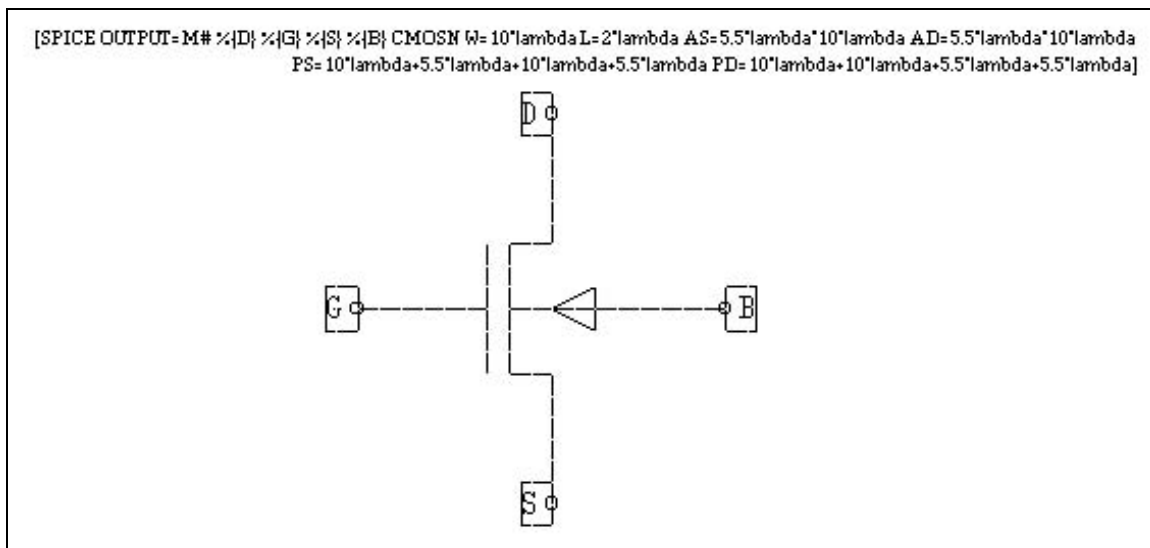 [SPICE OUTPUT=M# %{D} %{G} %{S} %{B} CMOSN W=10*lambda L=2*lambda AS=5.5*lambda*10*lambda AD=5.5*lambda*10*lambda
PS=10*lambda+5.5*lambda+10*lambda+5.5*lambda PD=10*lambda+10*lambda+5.5*lambda+5.5*lambda]
D
G
B
S